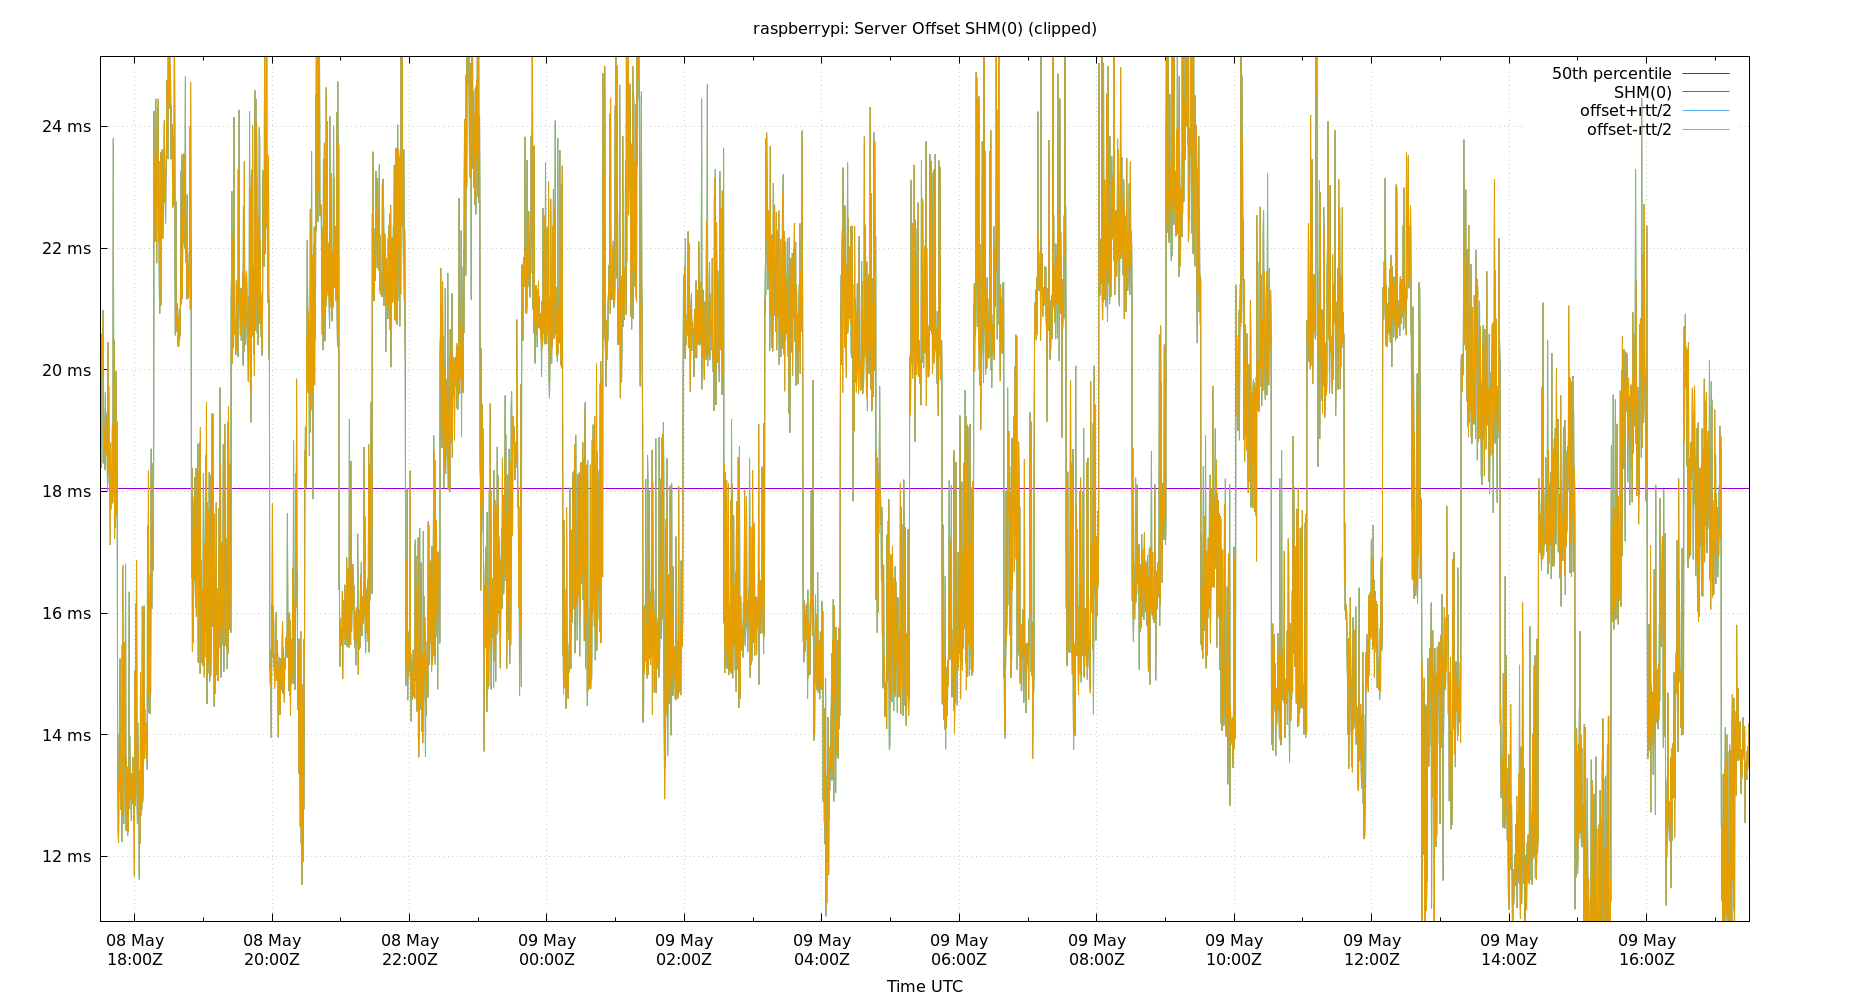 raspberrypi: Server Offset SHM(0) (clipped)
50th percentile
SHM(0)
offset+rtt/2
offset-rtt/2
24 ms
22 ms
20 ms
18 ms
16 ms
14 ms
12 ms
08 May 08 May 08 May 09 May 09 May 09 May 09 May 09 May 09 May 09 May 09 May 09 May
18:00Z 20:00Z 22:00Z 00:00Z 02:00Z 04:00Z 06:00Z 08:00Z 10:00Z 12:00Z 14:00Z 16:00Z
Time UTC